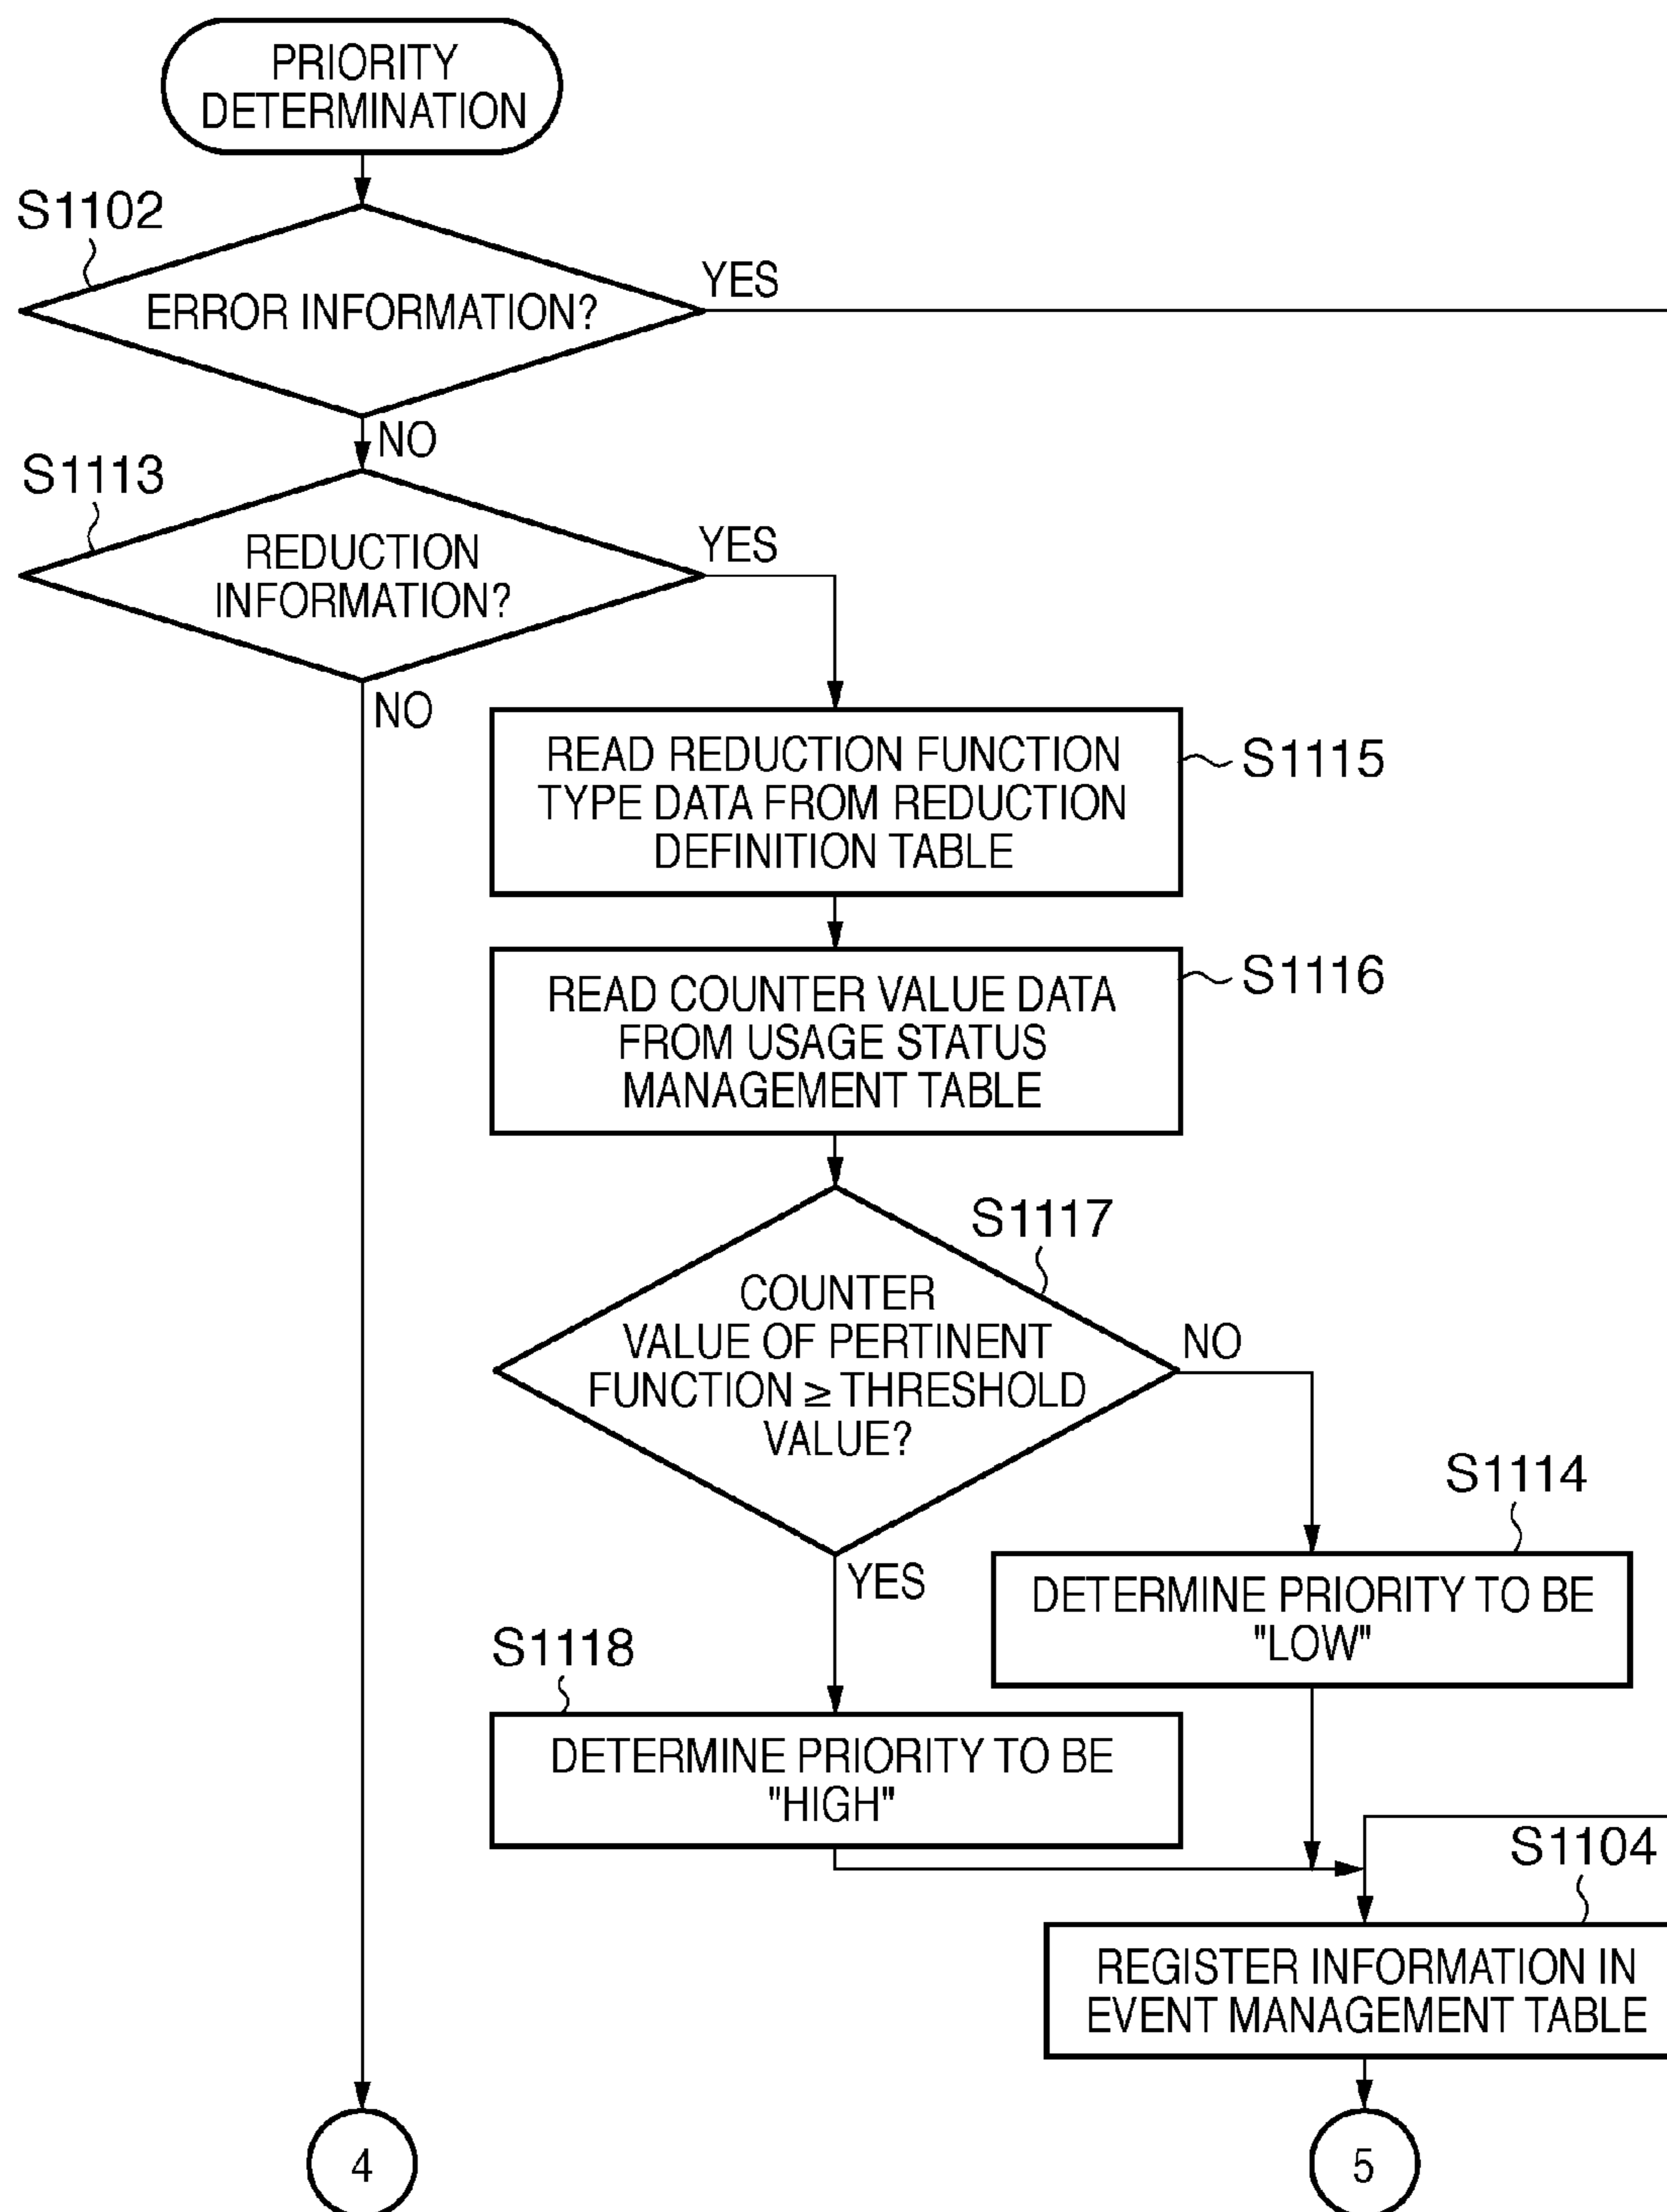 PRIORITY
DETERMINATION
S1102
ERROR INFORMATION?
YES
NO
S1113
REDUCTION
INFORMATION?
YES
NO
READ REDUCTION FUNCTION
TYPE DATA FROM REDUCTION
DEFINITION TABLE
S1115
READ COUNTER VALUE DATA
FROM USAGE STATUS
MANAGEMENT TABLE
S1116
S1117
COUNTER
VALUE OF PERTINENT
FUNCTION ≥ THRESHOLD
VALUE?
NO
YES
S1114
DETERMINE PRIORITY TO BE
"LOW"
S1118
DETERMINE PRIORITY TO BE
"HIGH"
S1104
REGISTER INFORMATION IN
EVENT MANAGEMENT TABLE
4
5